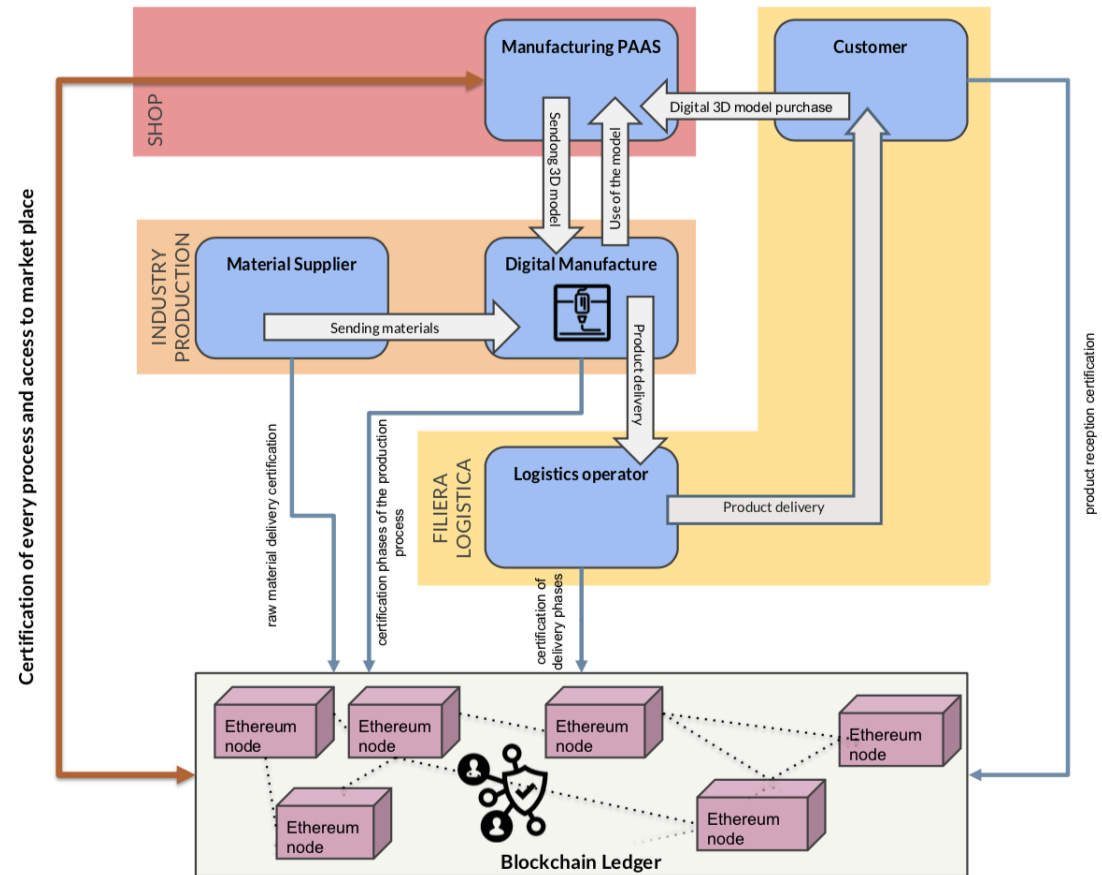 Manufacturing PAAS
Customer
Digital 3D model purchase
SHOP
Sendong 3D model
Use of the model
Certification of every process and access to market place
INDUSTRY
PRODUCTION
Material Supplier
Digital Manufacture
Sending materials
Product delivery
product reception certification
FILIERA
LOGISTICA
Logistics operator
Product delivery
raw material delivery certification
certification phases of the production
process
certification of
delivery phases
Ethereum
node
Ethereum
node
Ethereum
node
Ethereum
node
Ethereum
node
Ethereum
node
Blockchain Ledger